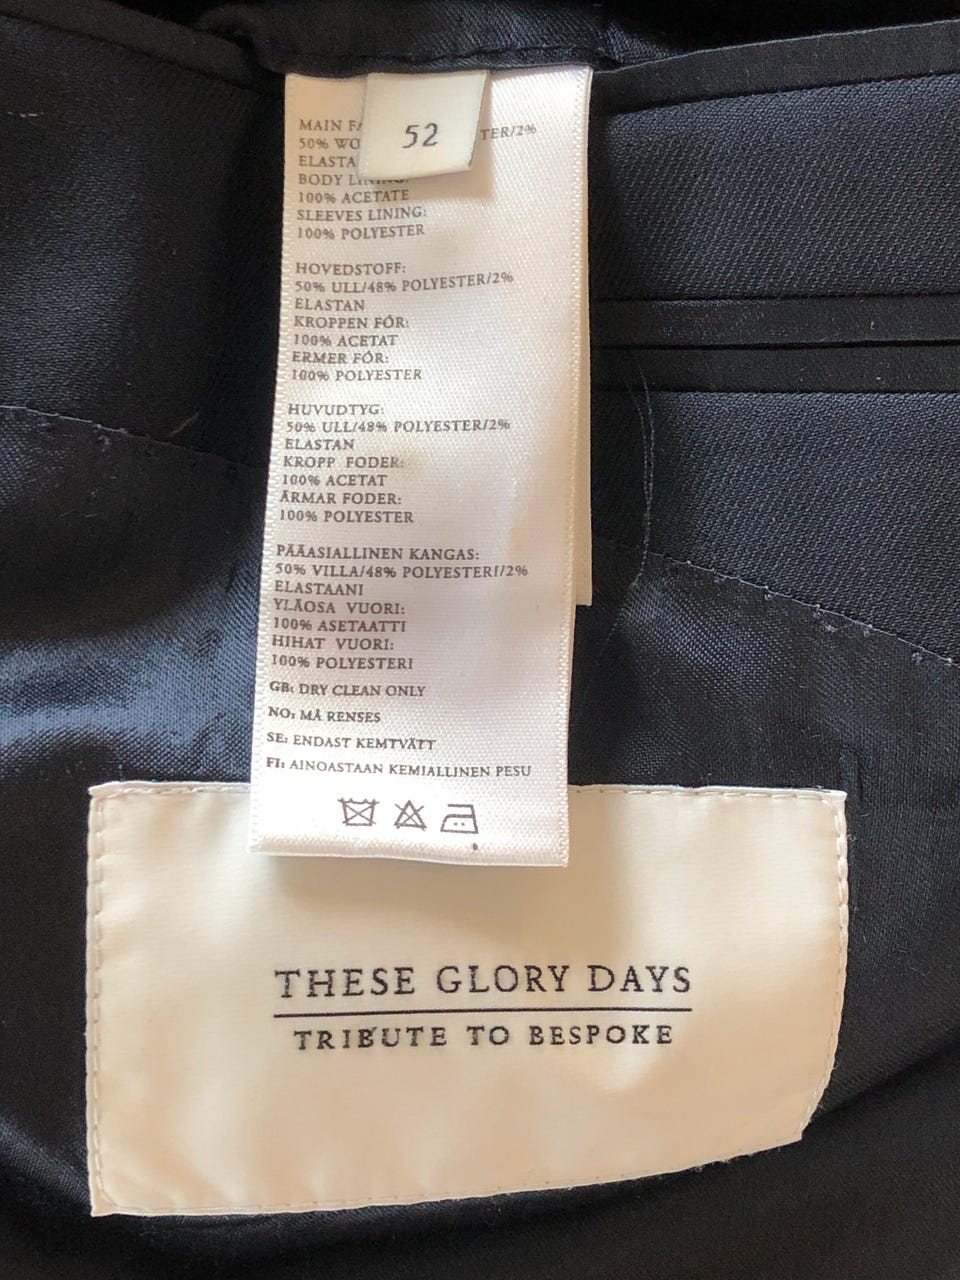 52
MAIN
50%
TER/2%
BODY LINING:
100% ACETATE
SLEEVES LINING:
100% POLYESTER
HOVEDSTOFF:
50% ULL/48% POLYESTER/2%
ELASTAN
KROPPEN FÓR:
100% ACETAT
ERMER FÓR:
100% POLYESTER
HUVUDTYG:
50% ULL/48% POLYESTER/2%
ELASTAN
KROPP FODER:
100% ACETAT
ÄRMAR FODER:
100% POLYESTER
PÄÄASIALLINEN KANGAS:
50% VILLA/48% POLYESTERI/2%
ELASTAANI
YLÄOSA VUORI:
100% ASETAATTI
HIHAT VUORI:
100% POLYESTERI
GB: DRY CLEAN ONLY
NO: MÅ RENSES
SE: ENDAST KEMTVÄTT
FI: AINOASTAAN KEMIALLINEN PESU
THESE GLORY DAYS
TRIBUTE TO BESPOKE